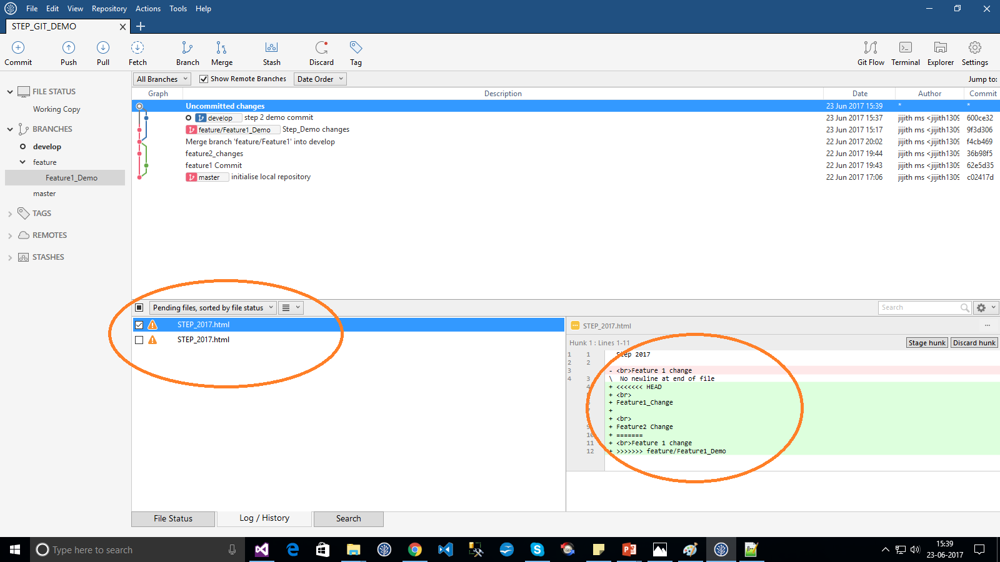 File Edit View Repository Actions Tools Help
STEP_GIT_DEMO
Commit Push Pull Fetch Branch Merge Stash Discard Tag Git Flow Terminal Explorer Settings
All Branches Show Remote Branches Date Order Jump to:
FILE STATUS
Working Copy
BRANCHES
develop
feature
Feature1_Demo
master
TAGS
REMOTES
STASHES
Graph Description Date Author Commit
Uncommitted changes 23 Jun 2017 15:39 * *
develop step 2 demo commit 23 Jun 2017 15:37 jijith ms <jijith1309 600ce32
feature/Feature1_Demo Step_Demo changes 23 Jun 2017 15:17 jijith ms <jijith1309 9f3d306
Merge branch 'feature/Feature1' into develop 22 Jun 2017 20:02 jijith ms <jijith1309 f4cb469
feature2_changes 22 Jun 2017 19:44 jijith ms <jijith1309 36b98f5
feature1 Commit 22 Jun 2017 19:43 jijith ms <jijith1309 62e5d35
master initialise local repository 22 Jun 2017 17:06 jijith ms <jijith1309 c02417d
Pending files, sorted by file status Search
STEP_2017.html
STEP_2017.html
STEP_2017.html
Hunk 1 : Lines 1-11 Stage hunk Discard hunk
1 1 Step 2017
2 2
3 - <br>Feature 1 change
4 3 \ No newline at end of file
4 + <<<<<<< HEAD
+ <br>
+ Feature1_Change
+
+ <br>
9 + Feature2 Change
10 + =======
11 + <br>Feature 1 change
12 + >>>>>>> feature/Feature1_Demo
File Status Log / History Search
Type here to search
15:39
23-06-2017